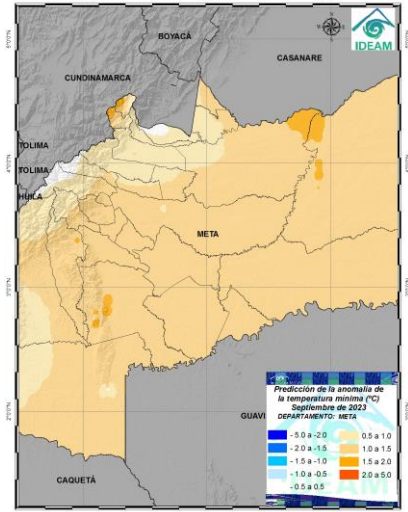 BOYACÁ
IDEAM
CASANARE
CUNDINAMARCA
TOLIMA
TOLIMA
HUILA
META
GUAVI
CAQUETÁ
Predicción de la anomalía de
la temperatura mínima (°C)
Septiembre de 2023
DEPARTAMENTO: META
- 5.0 a -2.0
- 2.0 a -1.5
- 1.5 a -1.0
- 1.0 a -0.5
- 0.5 a 0.5
0.5 a 1.0
1.0 a 1.5
1.5 a 2.0
2.0 a 5.0